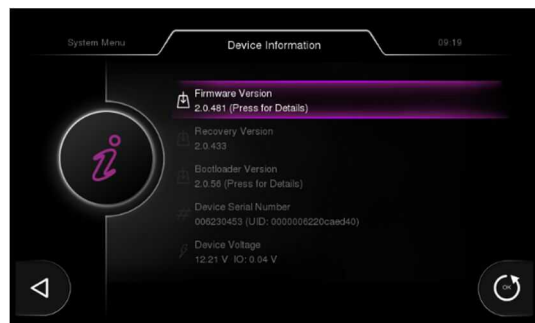 System Menu
Device Information
09:19
Firmware Version
2.0.481 (Press for Details)
Recovery Version
2.0.433
Bootloader Version
2.0.56 (Press for Details)
Device Serial Number
006230453 (UID: 0000006220caed40)
Device Voltage
12.21 V IO: 0.04 V
OK